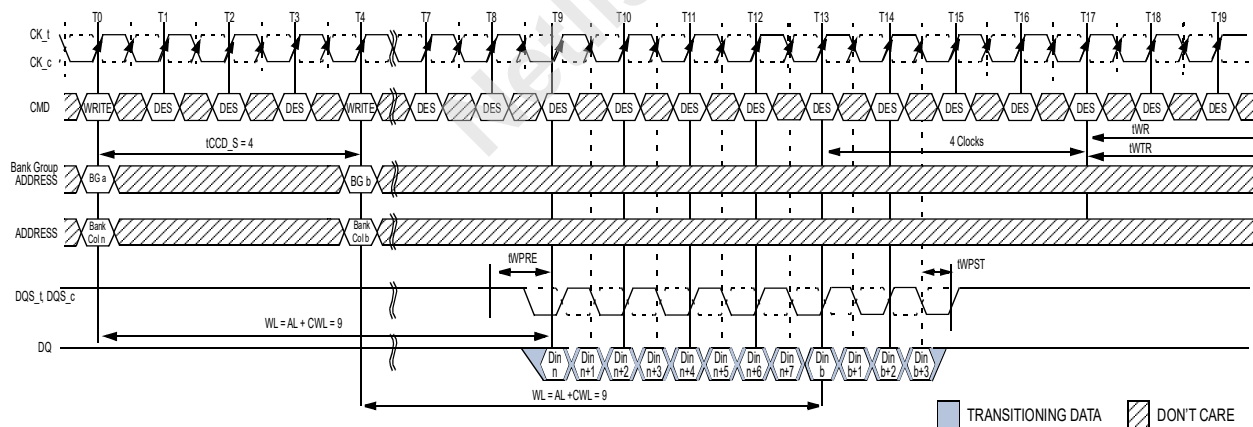 T0 T1 T2 T3 T4 T7 T8 T9 T10 T11 T12 T13 T14 T15 T16 T17 T18 T19
CK_t
CK_c
CMD WRITE DES DES DES WRITE DES DES DES DES DES DES DES DES DES DES DES DES DES
tCCD_S = 4
4 Clocks
tWR
tWTR
Bank Group
ADDRESS
BG a
BG b
ADDRESS
Bank
Col n
Bank
Col b
tWPRE
tWPST
DQS_t, DQS_c
WL = AL + CWL = 9
DQ
Din Din Din Din Din Din Din Din Din Din Din Din
n n+1 n+2 n+3 n+4 n+5 n+6 n+7 b b+1 b+2 b+3
WL = AL +CWL = 9
TRANSITIONING DATA
DON'T CARE